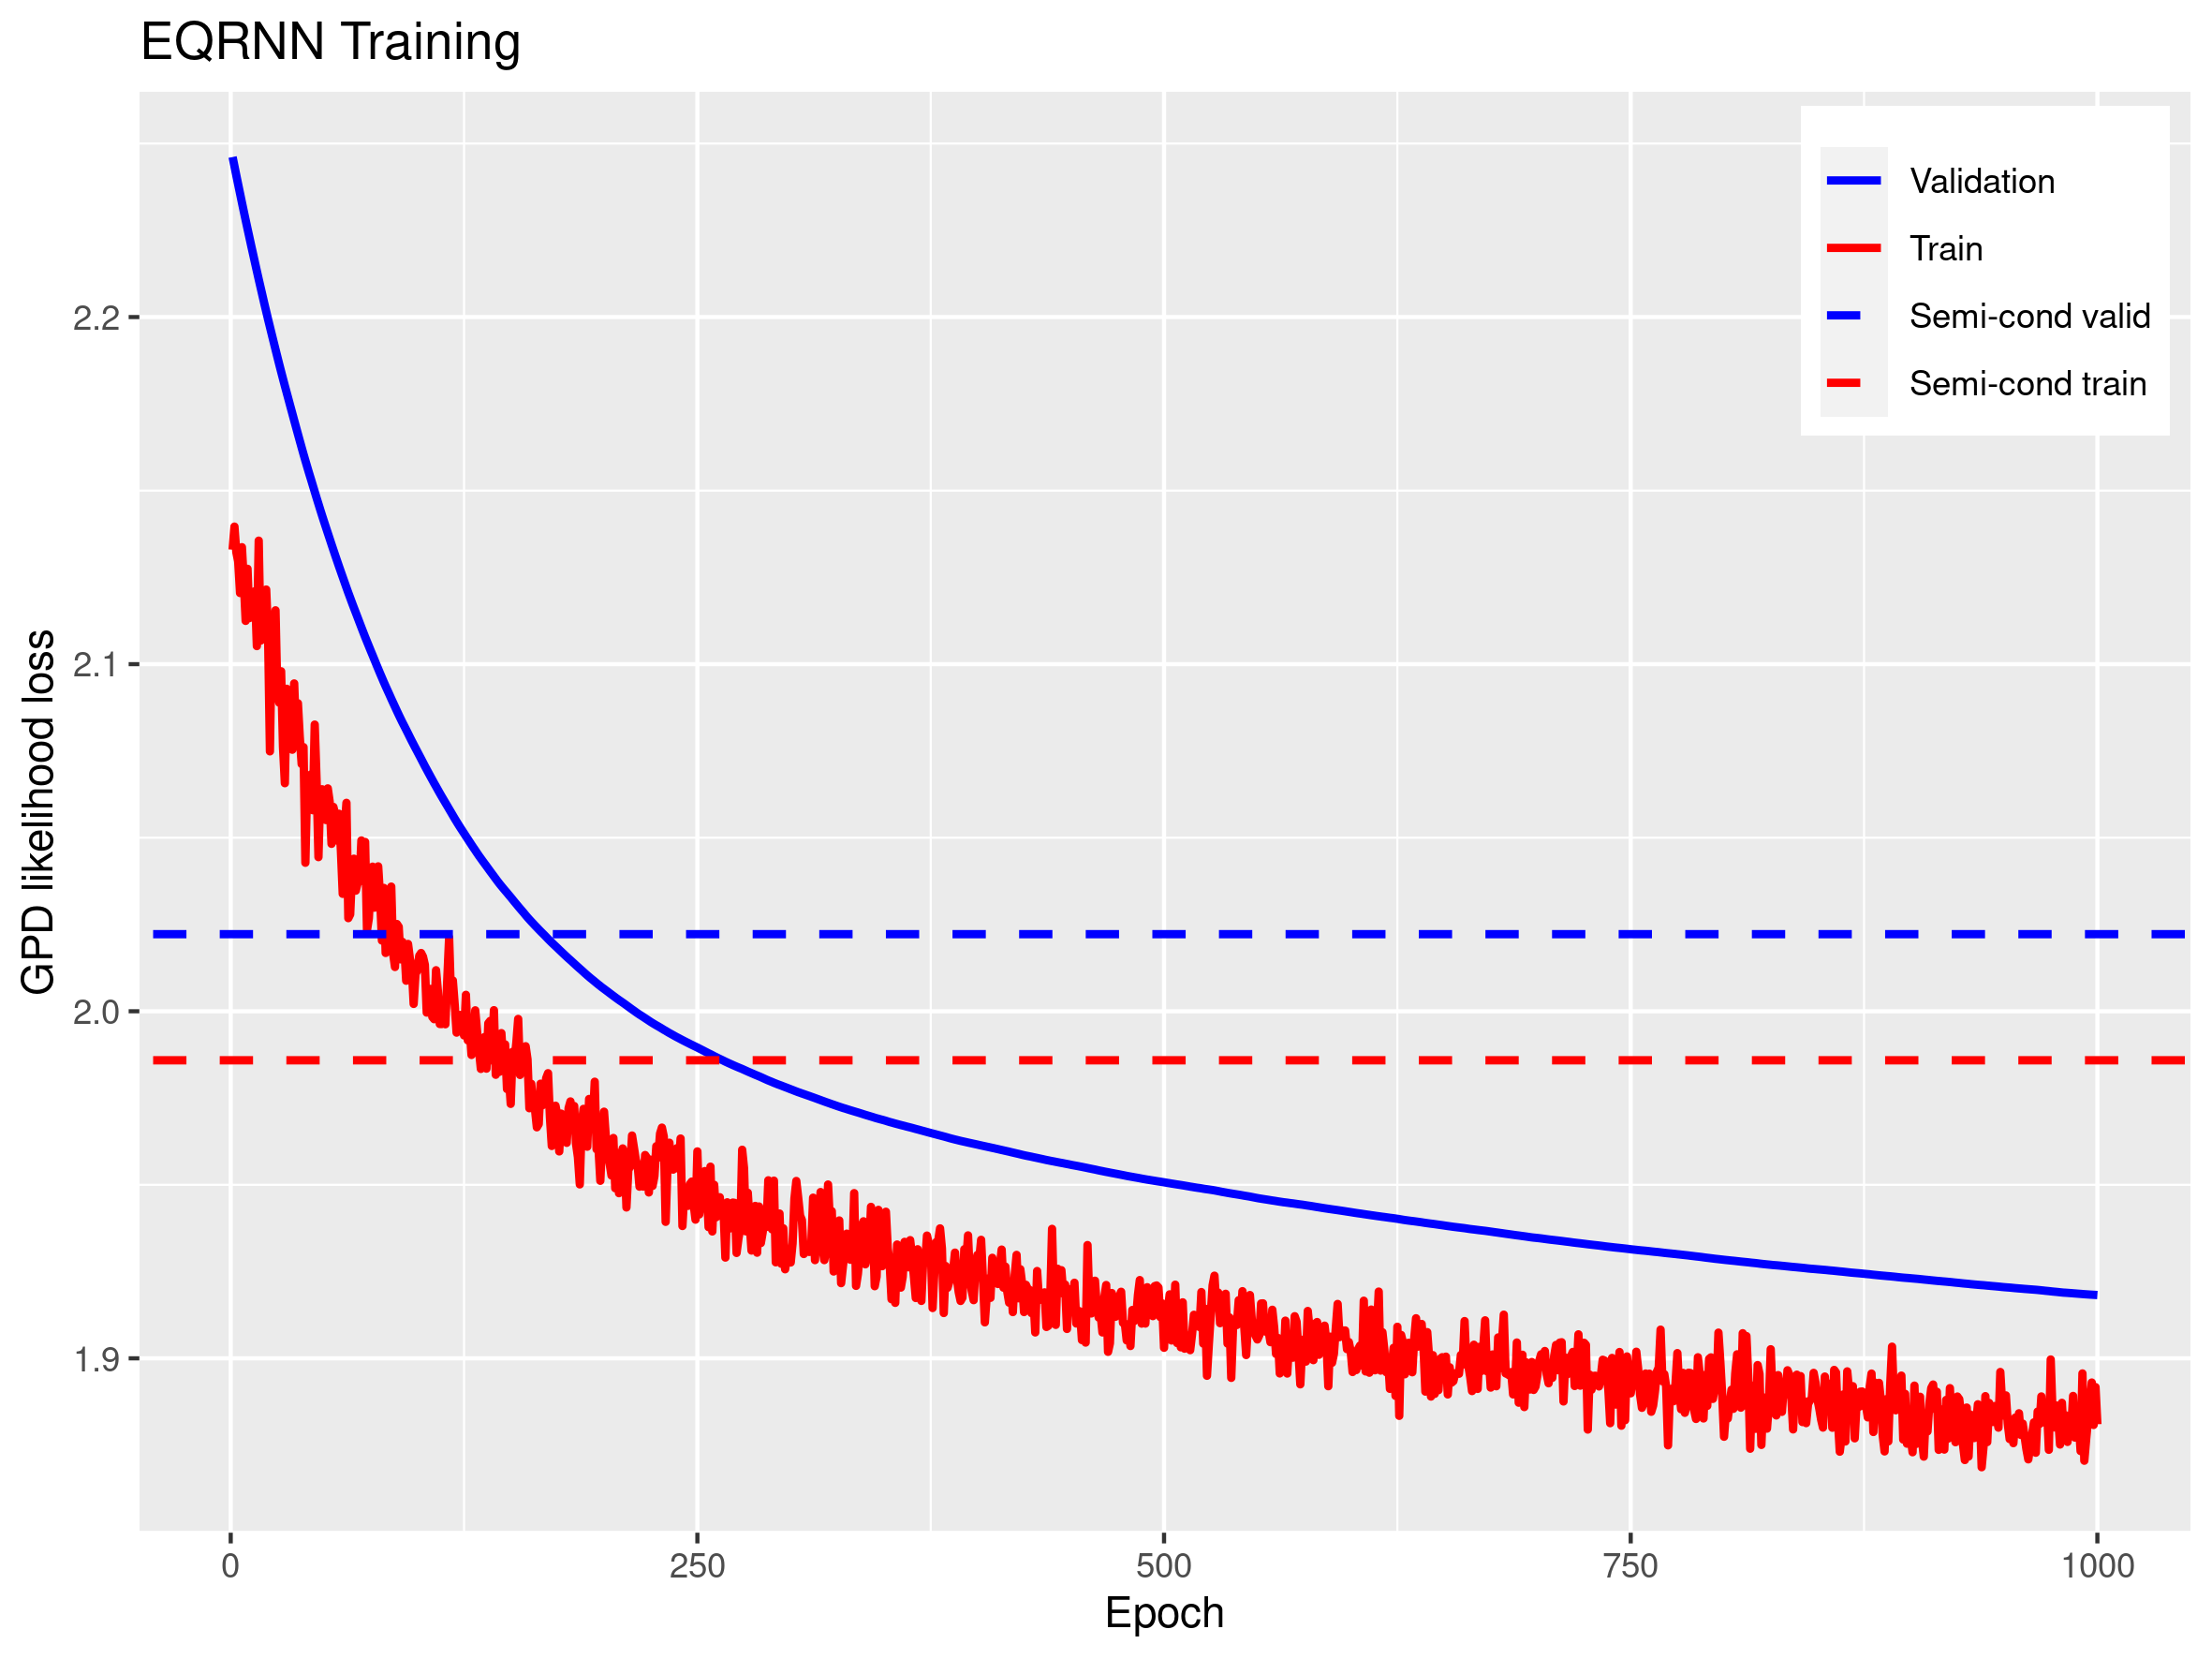 EQRNN Training
Validation
Train
Semi-cond valid
Semi-cond train
GPD likelihood loss
2.2
2.1
2.0
1.9
0 250 500 750 1000
Epoch